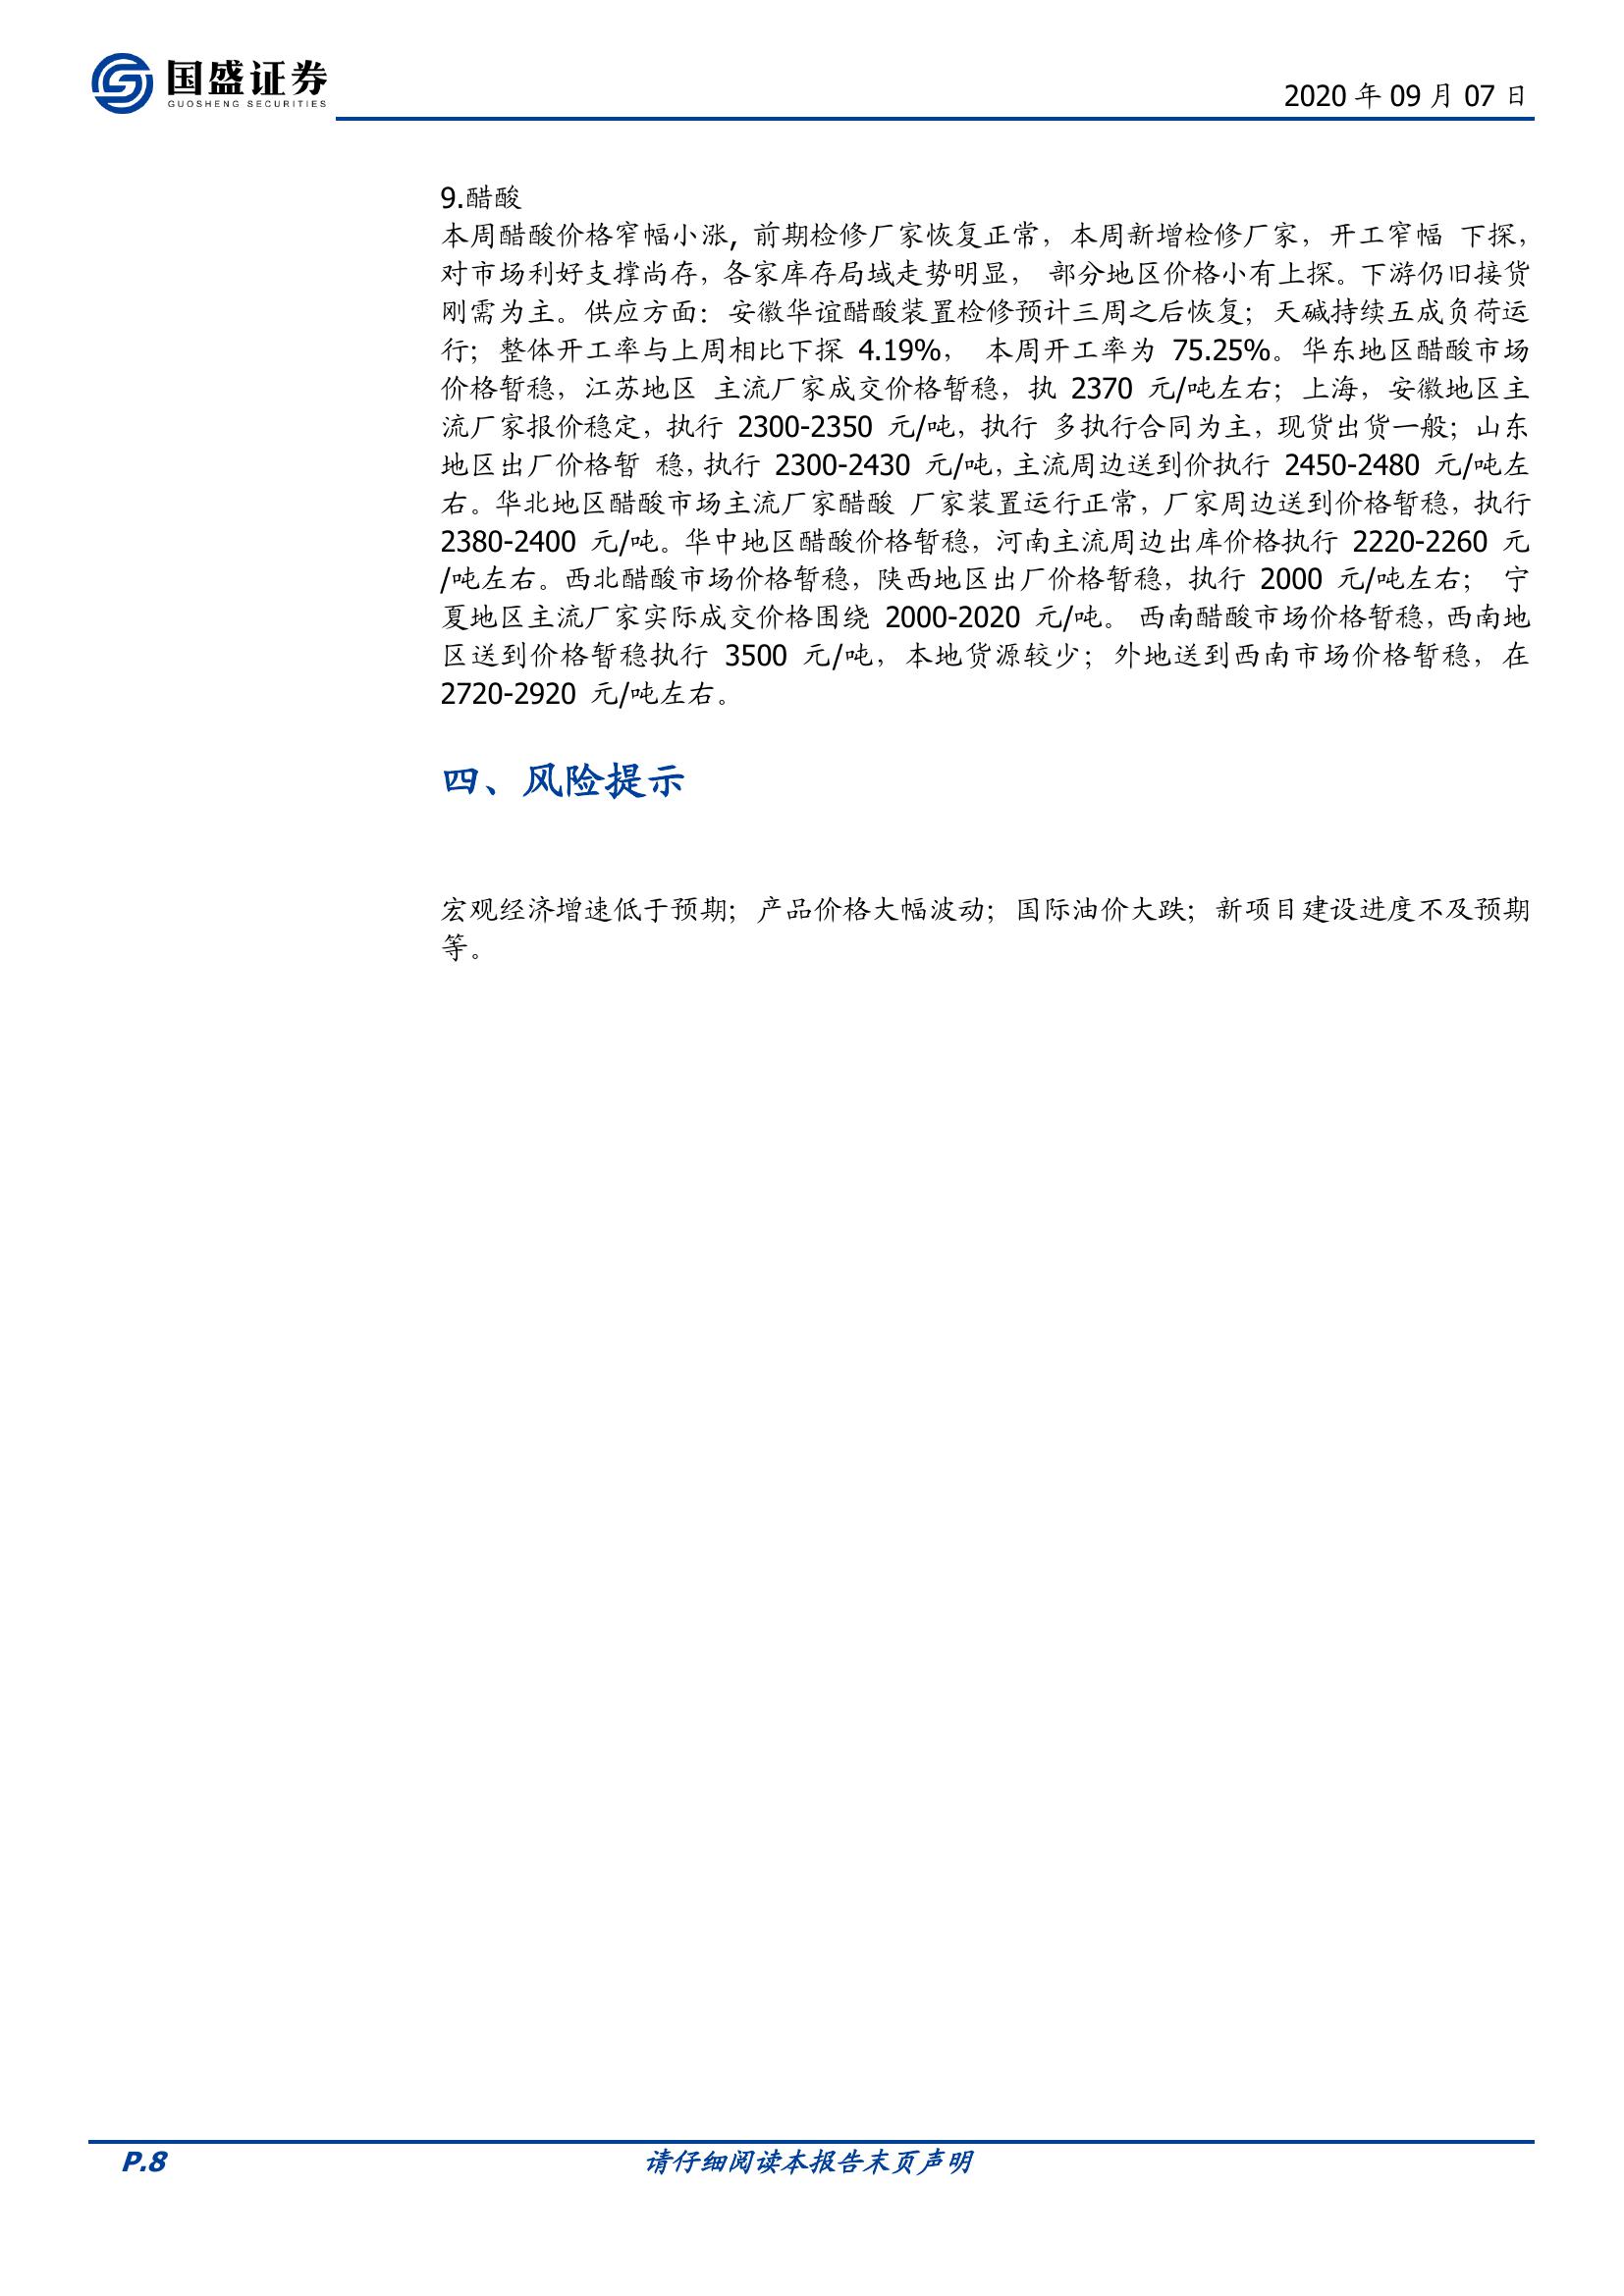 国盛证券
GUOSHENG SECURITIES
2020 年 09 月 07 日
9.醋酸
本周醋酸价格窄幅小涨, 前期检修厂家恢复正常，本周新增检修厂家，开工窄幅 下探，
对市场利好支撑尚存，各家库存局域走势明显， 部分地区价格小有上探。下游仍旧接货
刚需为主。供应方面：安徽华谊醋酸装置检修预计三周之后恢复；天碱持续五成负荷运
行；整体开工率与上周相比下探 4.19%， 本周开工率为 75.25%。华东地区醋酸市场
价格暂稳，江苏地区 主流厂家成交价格暂稳，执 2370 元/吨左右；上海，安徽地区主
流厂家报价稳定，执行 2300-2350 元/吨，执行 多执行合同为主，现货出货一般；山东
地区出厂价格暂 稳，执行 2300-2430 元/吨，主流周边送到价执行 2450-2480 元/吨左
右。华北地区醋酸市场主流厂家醋酸 厂家装置运行正常，厂家周边送到价格暂稳，执行
2380-2400 元/吨。华中地区醋酸价格暂稳，河南主流周边出库价格执行 2220-2260 元
/吨左右。西北醋酸市场价格暂稳，陕西地区出厂价格暂稳，执行 2000 元/吨左右； 宁
夏地区主流厂家实际成交价格围绕 2000-2020 元/吨。 西南醋酸市场价格暂稳，西南地
区送到价格暂稳执行 3500 元/吨，本地货源较少；外地送到西南市场价格暂稳，在
2720-2920 元/吨左右。
四、风险提示
宏观经济增速低于预期；产品价格大幅波动；国际油价大跌；新项目建设进度不及预期
等。
P.8
请仔细阅读本报告末页声明